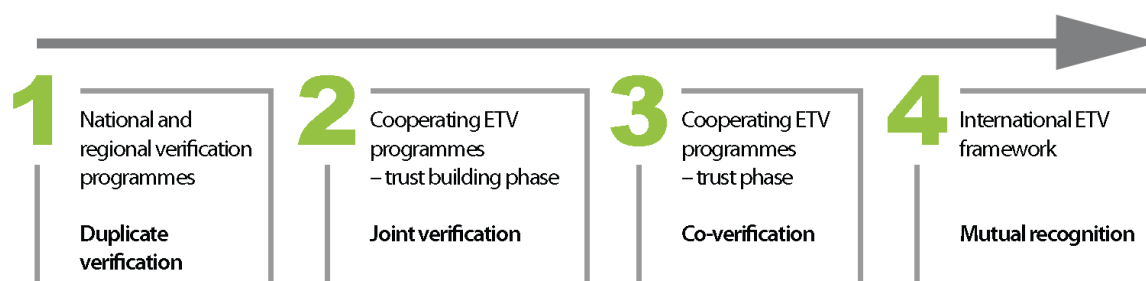 1
National and
regional verification
programmes
Duplicate
verification
2
Cooperating ETV
programmes
– trust building phase
Joint verification
3
Cooperating ETV
programmes
– trust phase
Co-verification
4
International ETV
framework
Mutual recognition